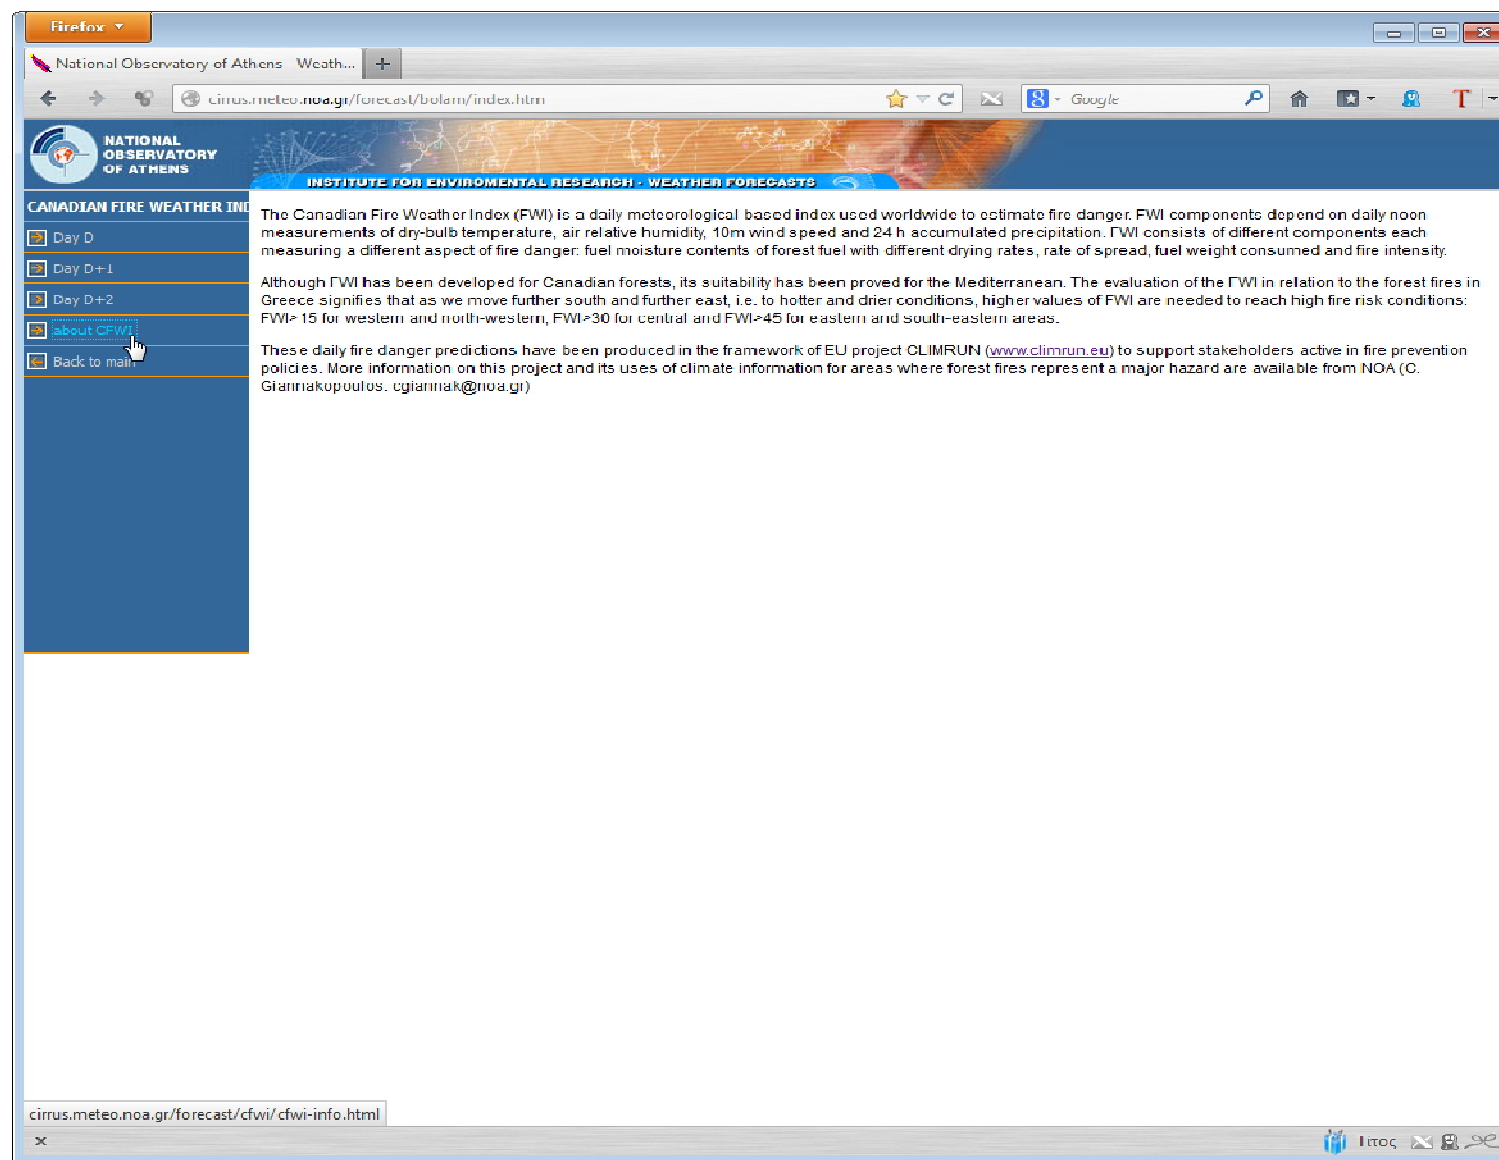 Firefox
National Observatory of Athens Weath...
cirrus.meteo.noa.gr/forecast/bolam/index.htm
Google
T
NATIONAL
OBSERVATORY
OF ATHENS
INSTITUTE FOR ENVIROMENTAL RESEARCH - WEATHER FORECASTS
CANADIAN FIRE WEATHER IND
Day D
Day D+1
Day D+2
about CFWI
Back to main
The Canadian Fire Weather Index (FWI) is a daily meteorological based index used worldwide to estimate fire danger. FWI components depend on daily noon
measurements of dry-bulb temperature, air relative humidity, 10m wind speed and 24 h accumulated precipitation. FWI consists of different components each
measuring a different aspect of fire danger: fuel moisture contents of forest fuel with different drying rates, rate of spread, fuel weight consumed and fire intensity.
Although FWI has been developed for Canadian forests, its suitability has been proved for the Mediterranean. The evaluation of the FWI in relation to the forest fires in
Greece signifies that as we move further south and further east, i.e. to hotter and drier conditions, higher values of FWI are needed to reach high fire risk conditions:
FWI>15 for western and north-western, FWI>30 for central and FWI>45 for eastern and south-eastern areas.
These daily fire danger predictions have been produced in the framework of EU project CLIMRUN (www.climrun.eu) to support stakeholders active in fire prevention
policies. More information on this project and its uses of climate information for areas where forest fires represent a major hazard are available from NOA (C.
Giannakopoulos: cgiannak@noa.gr)
cirrus.meteo.noa.gr/forecast/cfwi/cfwi-info.html